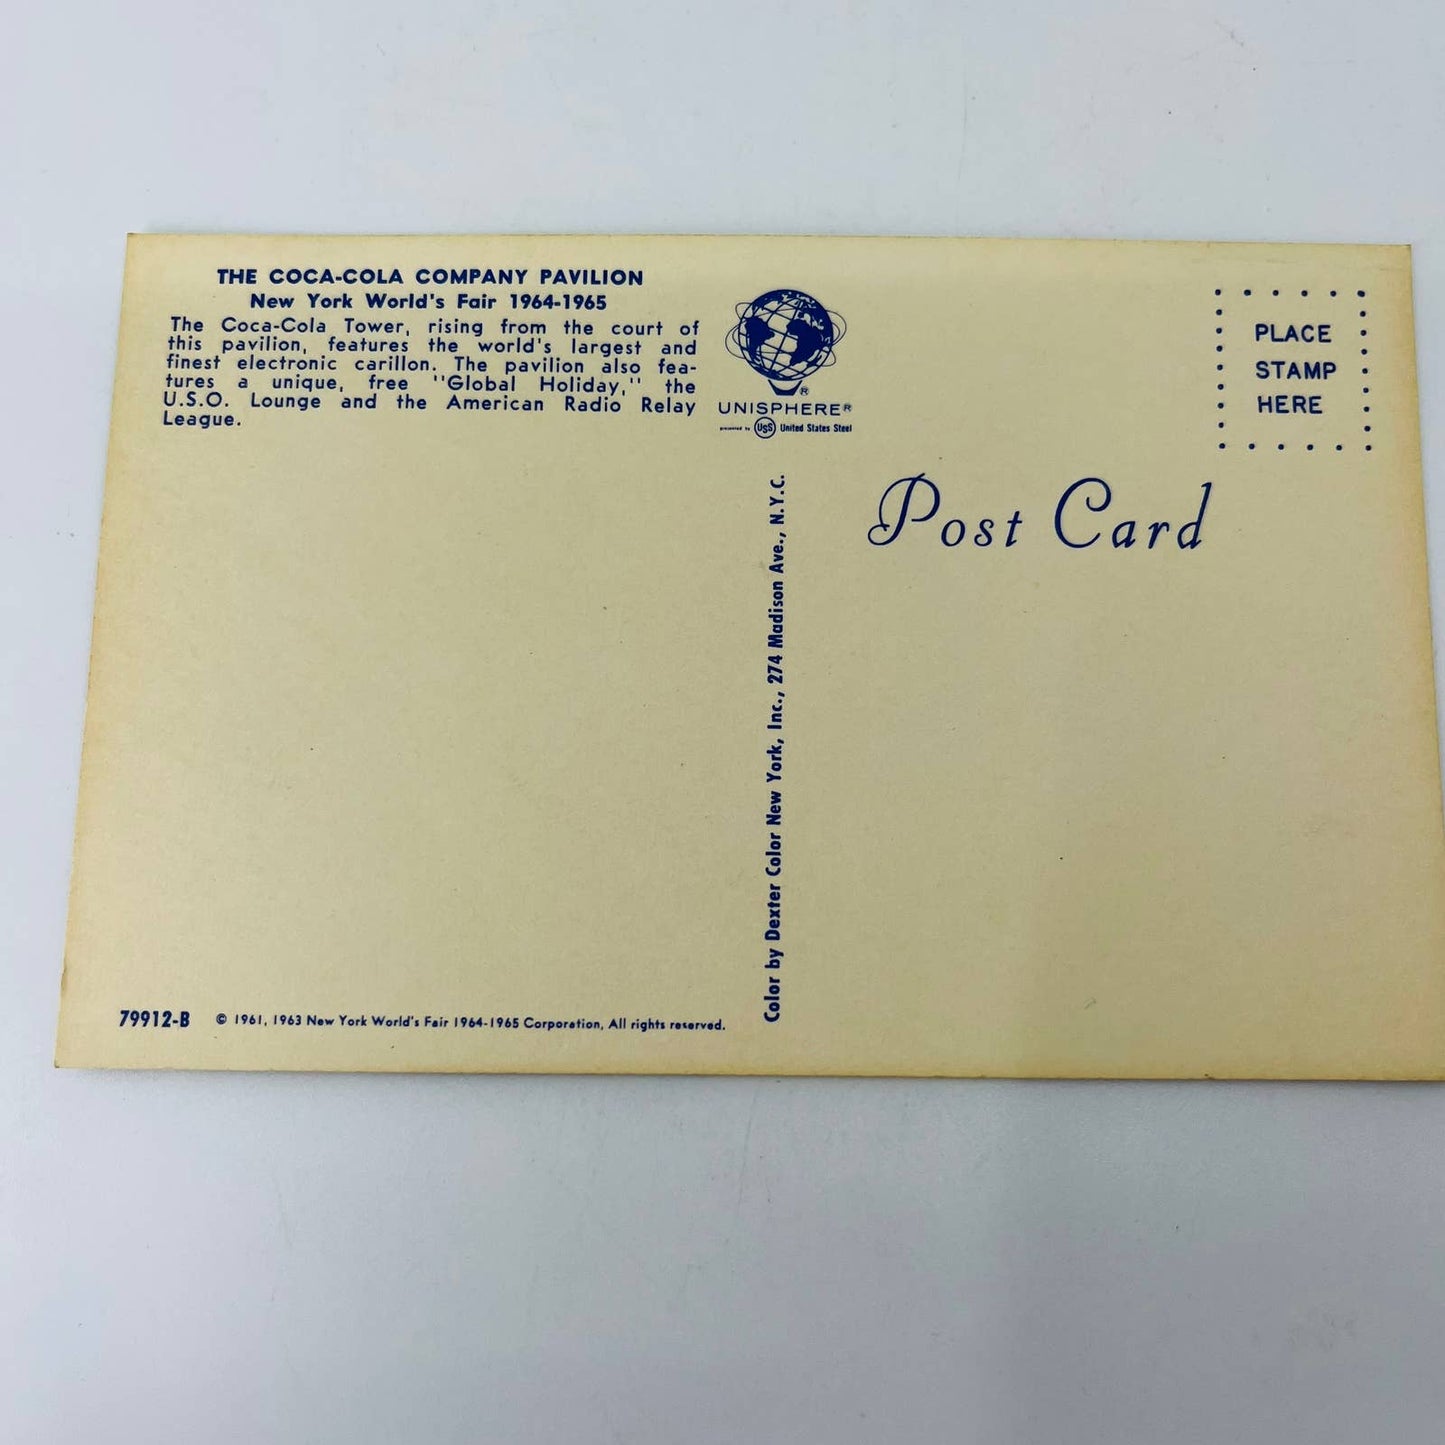 THE COCA-COLA COMPANY PAVILION
New York World's Fair 1964-1965
The Coca-Cola Tower, rising from the court of
this pavilion, features the world's largest and
finest electronic carillon. The pavilion also fea-
tures a unique, free "Global Holiday," the
U.S.O. Lounge and the American Radio Relay
League.
®
UNISPHERE®
presented by USS United States Steel
PLACE
STAMP
HERE
Post Card
Color by Dexter Color New York, Inc., 274 Madison Ave., N.Y.C.
79912-B © 1961, 1963 New York World's Fair 1964-1965 Corporation, All rights reserved.